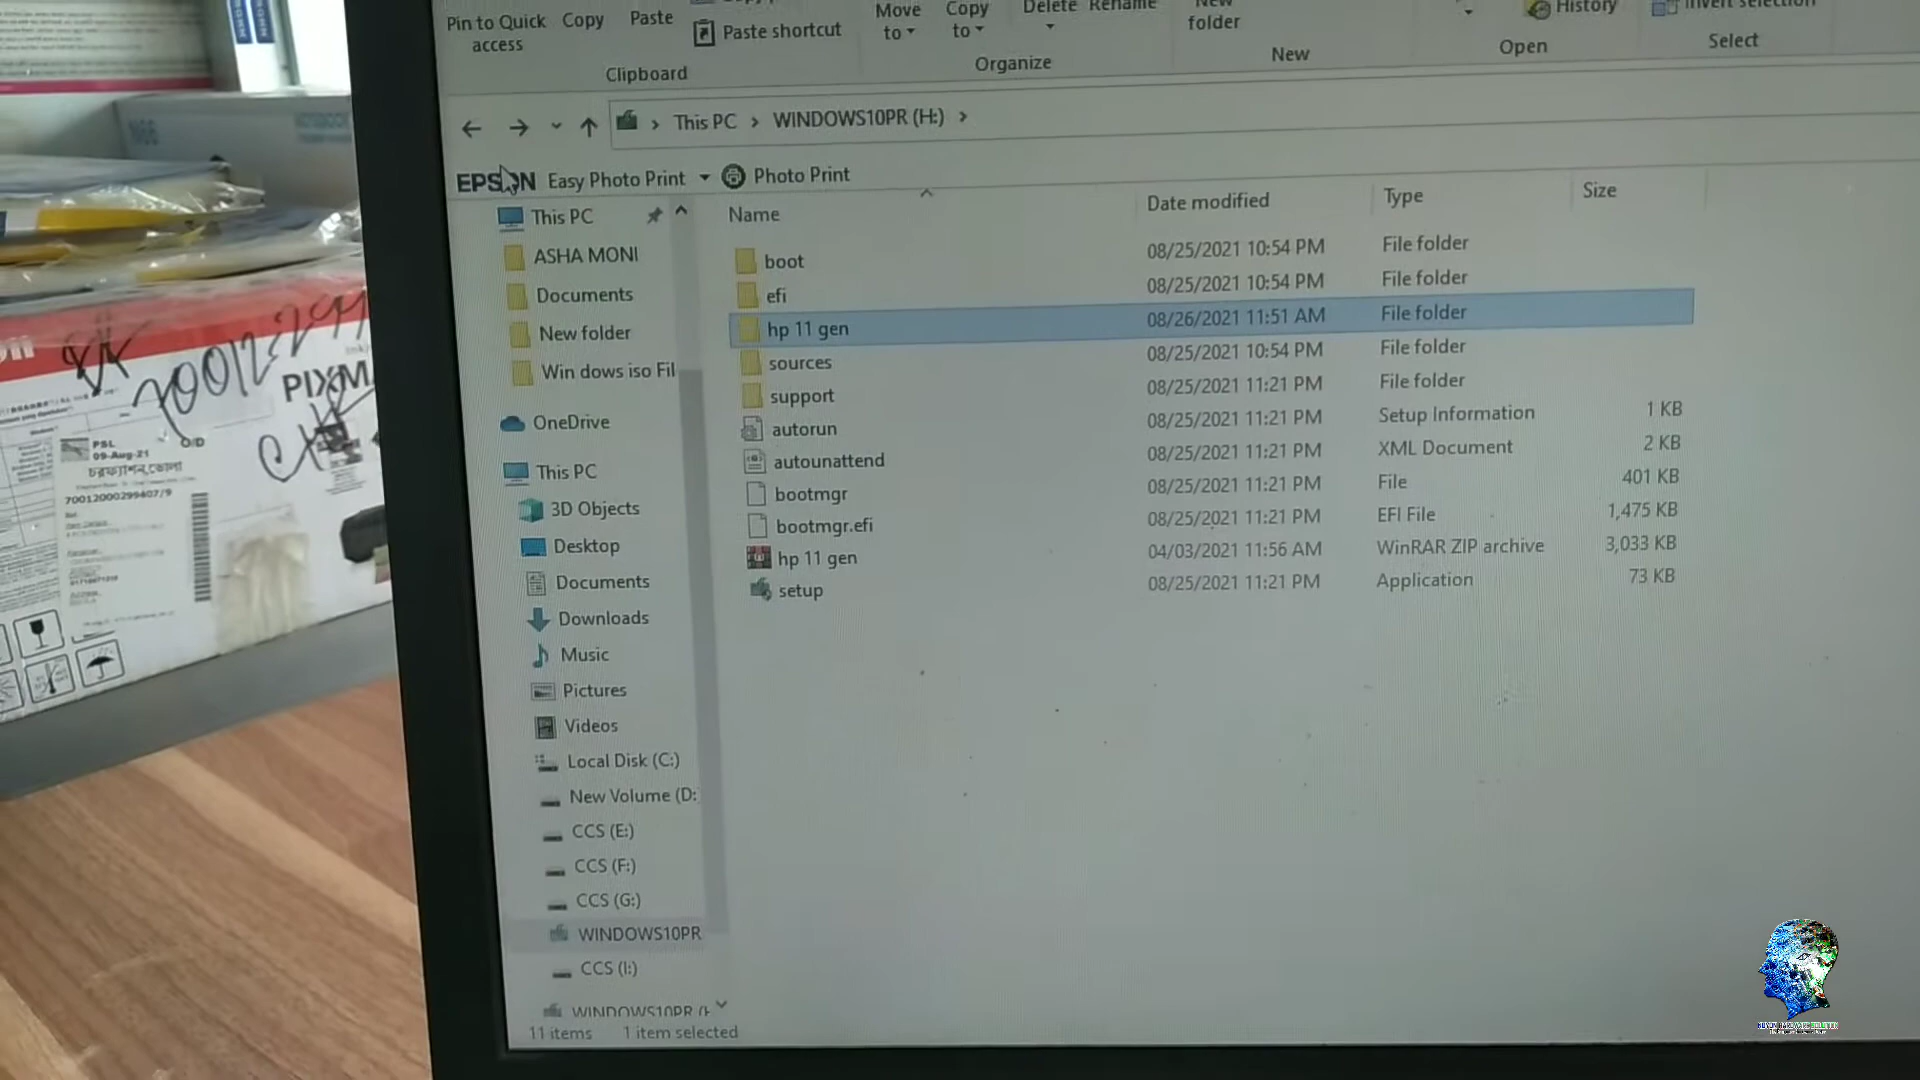 Pin to Quick access
Copy
Paste
Paste shortcut
Clipboard
Move to
Copy to
Delete
Rename
Organize
New folder
New
History
Open
Invert selection
Select
This PC > WINDOWS10PR (H:) >
EPSON Easy Photo Print Photo Print
Name Date modified Type Size
boot 08/25/2021 10:54 PM File folder
efi 08/25/2021 10:54 PM File folder
hp 11 gen 08/26/2021 11:51 AM File folder
sources 08/25/2021 10:54 PM File folder
support 08/25/2021 11:21 PM File folder
autorun 08/25/2021 11:21 PM Setup Information 1 KB
autounattend 08/25/2021 11:21 PM XML Document 2 KB
bootmgr 08/25/2021 11:21 PM File 401 KB
bootmgr.efi 08/25/2021 11:21 PM EFI File 1,475 KB
hp 11 gen 04/03/2021 11:56 AM WinRAR ZIP archive 3,033 KB
setup 08/25/2021 11:21 PM Application 73 KB
This PC
ASHA MONI
Documents
New folder
Win dows iso Fil
OneDrive
This PC
3D Objects
Desktop
Documents
Downloads
Music
Pictures
Videos
Local Disk (C:)
New Volume (D:
CCS (E:)
CCS (F:)
CCS (G:)
WINDOWS10PR
CCS (I:)
WINDOWS10PR (H
11 items 1 item selected
PIXM
PSL
09-Aug-21
O/D
চরফ্যাশন,ভোলা
70012000299407/9